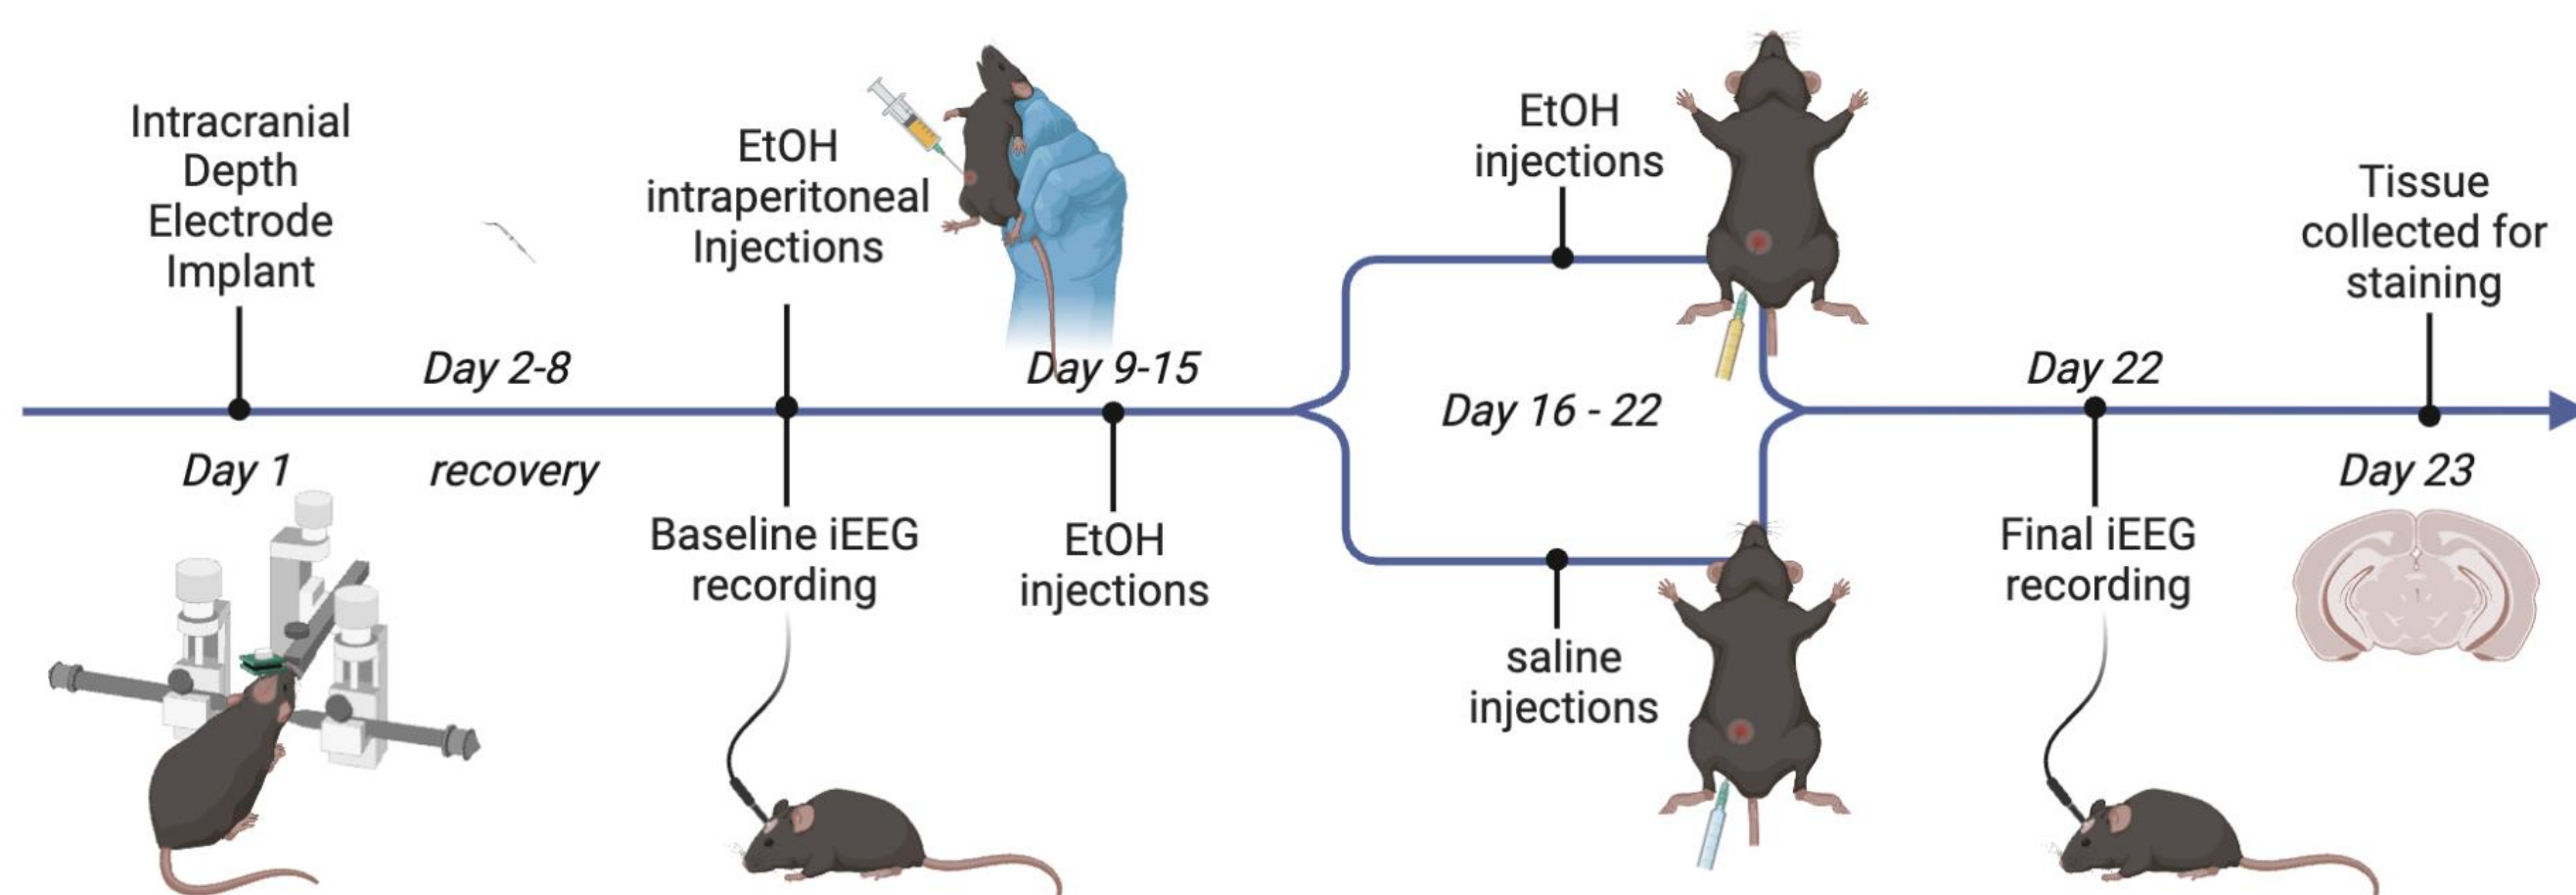 Intracranial
Depth
Electrode
Implant
Day 1
Day 2-8
recovery
EtOH
intraperitoneal
Injections
Baseline iEEG
recording
Day 9-15
EtOH
injections
EtOH
injections
Day 16 - 22
saline
injections
Day 22
Final iEEG
recording
Tissue
collected for
staining
Day 23